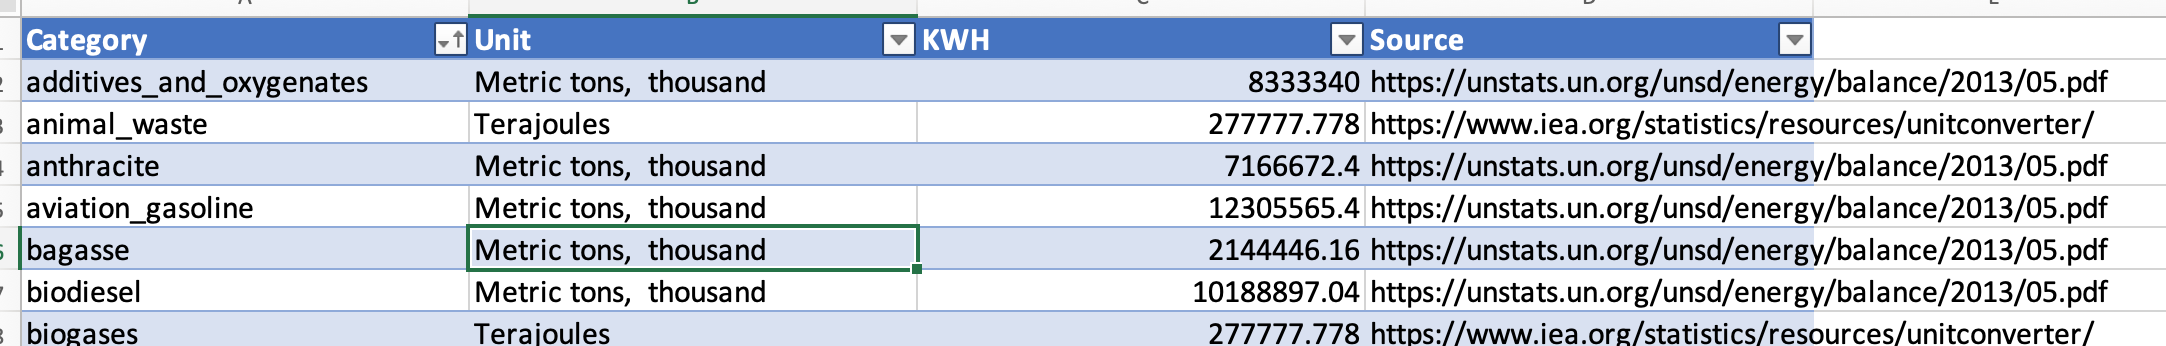 Category Unit KWH Source
additives_and_oxygenates Metric tons,  thousand 8333340 https://unstats.un.org/unsd/energy/balance/2013/05.pdf
animal_waste Terajoules 277777.778 https://www.iea.org/statistics/resources/unitconverter/
anthracite Metric tons,  thousand 7166672.4 https://unstats.un.org/unsd/energy/balance/2013/05.pdf
aviation_gasoline Metric tons,  thousand 12305565.4 https://unstats.un.org/unsd/energy/balance/2013/05.pdf
bagasse Metric tons,  thousand 2144446.16 https://unstats.un.org/unsd/energy/balance/2013/05.pdf
biodiesel Metric tons,  thousand 10188897.04 https://unstats.un.org/unsd/energy/balance/2013/05.pdf
biogases Terajoules 277777.778 https://www.iea.org/statistics/resources/unitconverter/